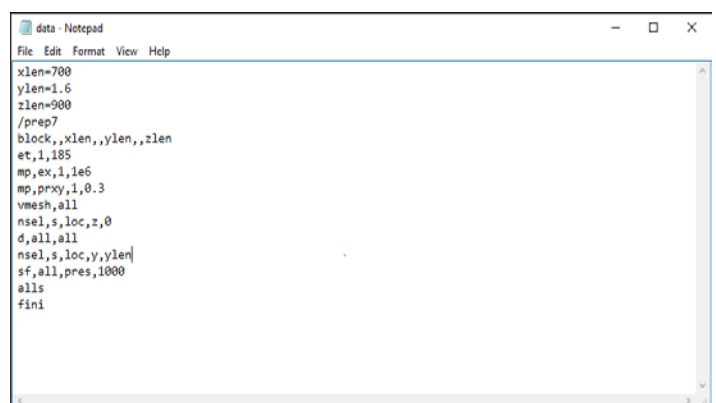 data - Notepad
File Edit Format View Help
xlen=700
ylen=1.6
zlen=900
/prep7
block,,xlen,,ylen,,zlen
et,1,185
mp,ex,1,1e6
mp,prxy,1,0.3
vmesh,all
nsel,s,loc,z,0
d,all,all
nsel,s,loc,y,ylen
sf,all,pres,1000
alls
fini